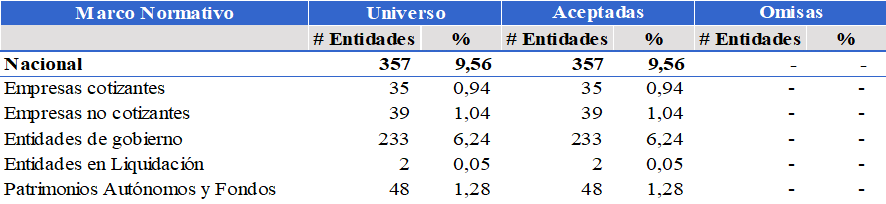 Marco Normativo Universo Aceptadas Omisas
# Entidades % # Entidades % # Entidades %
Nacional 357 9,56 357 9,56 - -
Empresas cotizantes 35 0,94 35 0,94 - -
Empresas no cotizantes 39 1,04 39 1,04 - -
Entidades de gobierno 233 6,24 233 6,24 - -
Entidades en Liquidación 2 0,05 2 0,05 - -
Patrimonios Autónomos y Fondos 48 1,28 48 1,28 - -